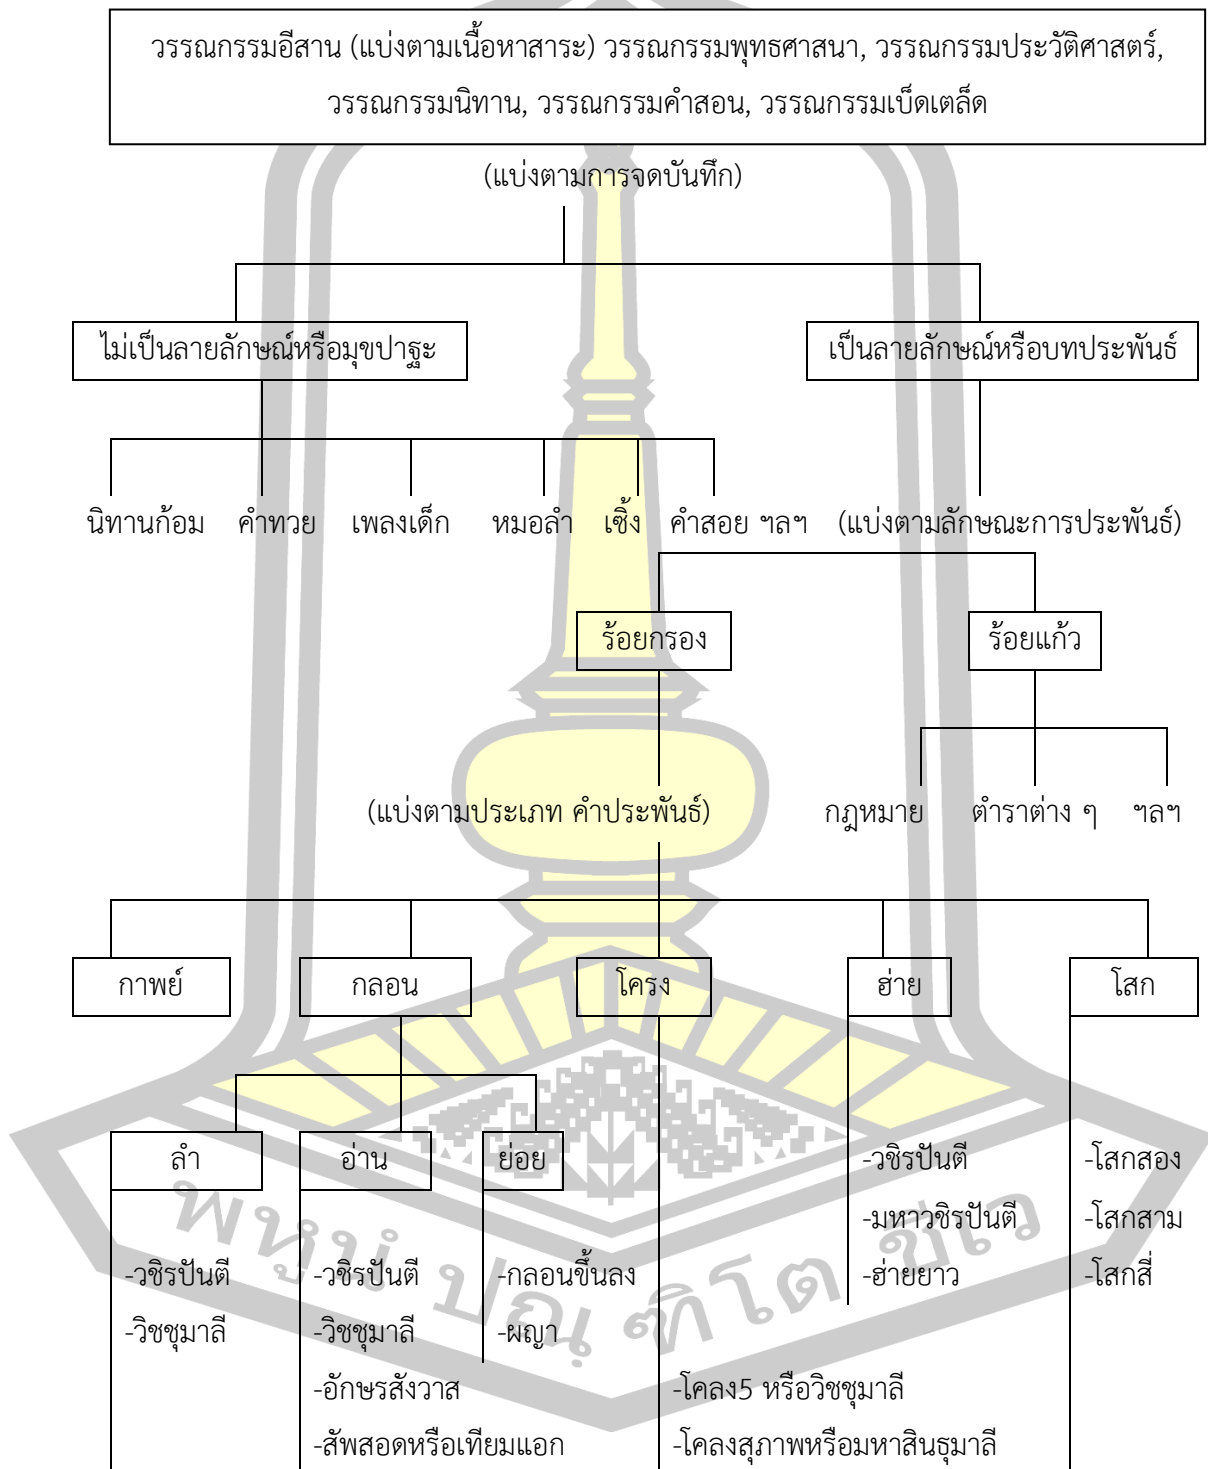 วรรณกรรมอีสาน (แบ่งตามเนื้อหาสาระ) วรรณกรรมพุทธศาสนา, วรรณกรรมประวัติศาสตร์,
วรรณกรรมนิทาน, วรรณกรรมคำสอน, วรรณกรรมเบ็ดเตล็ด
(แบ่งตามการจดบันทึก)
ไม่เป็นลายลักษณ์หรือมุขปาฐะ เป็นลายลักษณ์หรือบทประพันธ์
นิทานก้อม คำทวย เพลงเด็ก หมอลำ เซิ้ง คำสอย ฯลฯ (แบ่งตามลักษณะการประพันธ์)
ร้อยกรอง ร้อยแก้ว
(แบ่งตามประเภท คำประพันธ์) กฎหมาย ตำราต่าง ๆ ฯลฯ
กาพย์ กลอน โครง ฮ่าย โสก
ลำ อ่าน ย่อย -วชิรปันตี -โสกสอง
-มหาวชิรปันตี -โสกสาม
-วชิรปันตี -วชิรปันตี -กลอนขึ้นลง -ฮ่ายยาว -โสกสี่
-วิชชุมาลี -วิชชุมาลี -ผญา
-อักษรสังวาส -โคลง5 หรือวิชชุมาลี
-สัพสอดหรือเทียมแอก -โคลงสุภาพหรือมหาสินธุมาลี
พหูนํ ปณฺฑิโต ชีเว